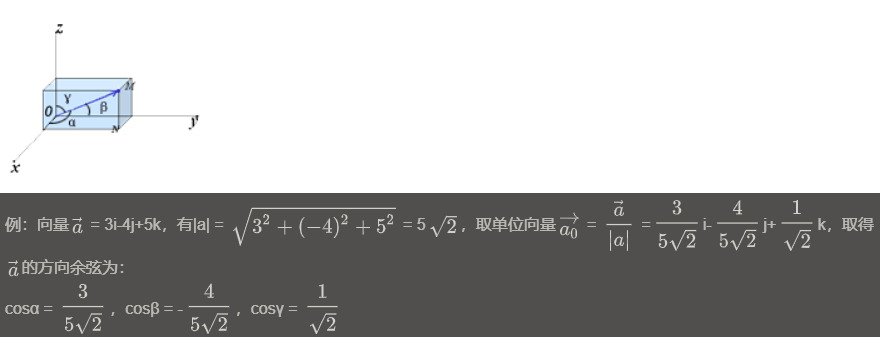 z
M
γ
O
β
α
y
N
x
例：向量$\vec{a}$ = 3i-4j+5k，有|a| = $\sqrt{3^2+(-4)^2+5^2}$ = 5$\sqrt{2}$，取单位向量$\overrightarrow{a_0}$ = $\frac{\vec{a}}{|a|}$ = $\frac{3}{5\sqrt{2}}$ i- $\frac{4}{5\sqrt{2}}$ j+ $\frac{1}{\sqrt{2}}$ k，取得
$\vec{a}$的方向余弦为：
cosα = $\frac{3}{5\sqrt{2}}$，cosβ = - $\frac{4}{5\sqrt{2}}$，cosγ = $\frac{1}{\sqrt{2}}$